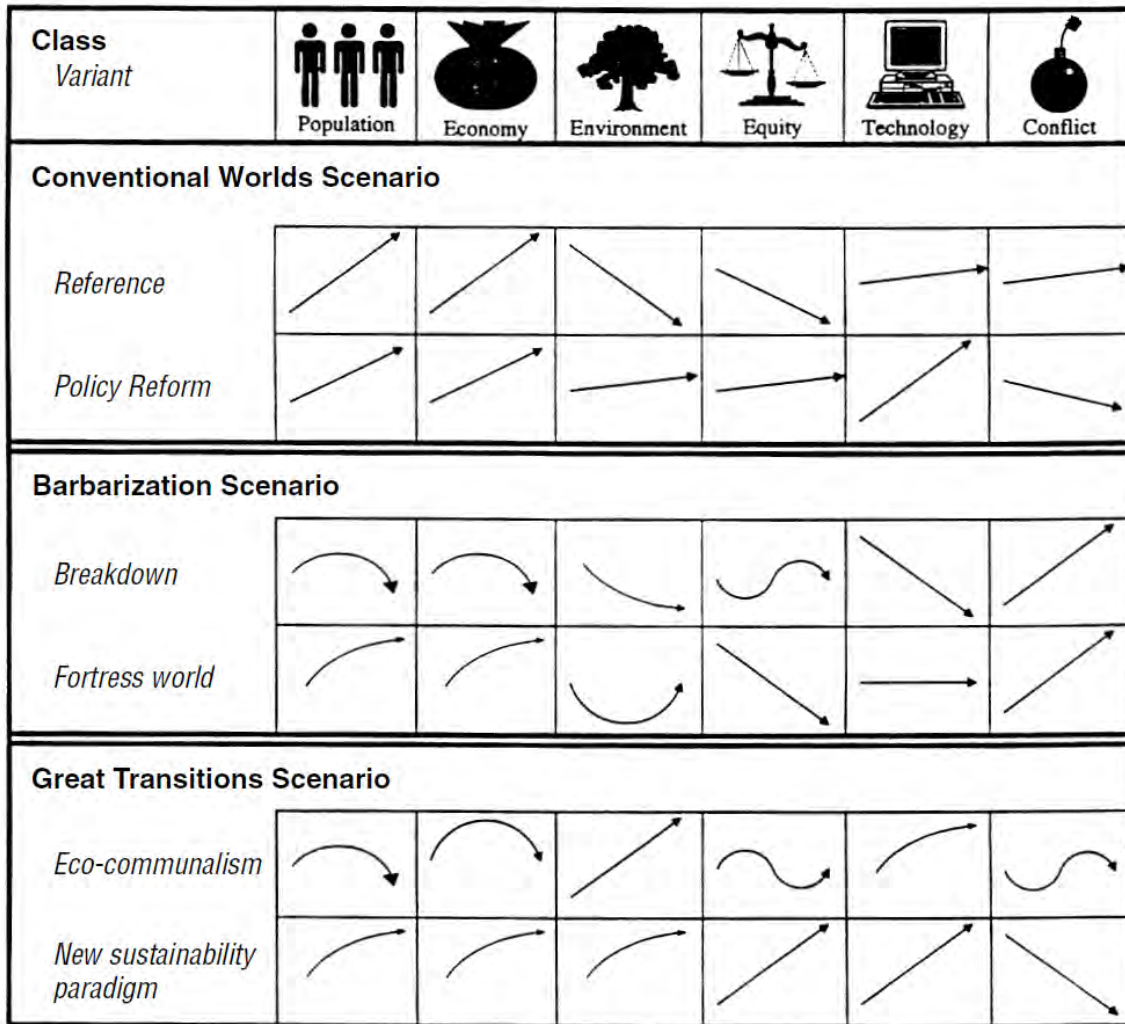 Class
Variant
Population
Economy
Environment
Equity
Technology
Conflict
Conventional Worlds Scenario
Reference
Policy Reform
Barbarization Scenario
Breakdown
Fortress world
Great Transitions Scenario
Eco-communalism
New sustainability
paradigm